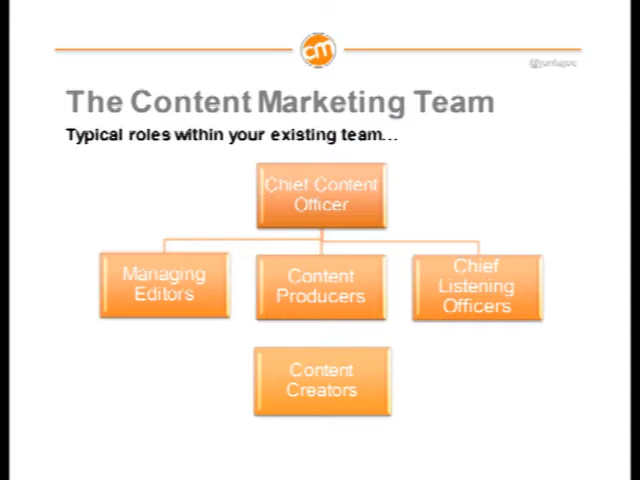 cm
The Content Marketing Team
Typical roles within your existing team...
Chief Content
Officer
Managing
Editors
Content
Producers
Chief
Listening
Officers
Content
Creators